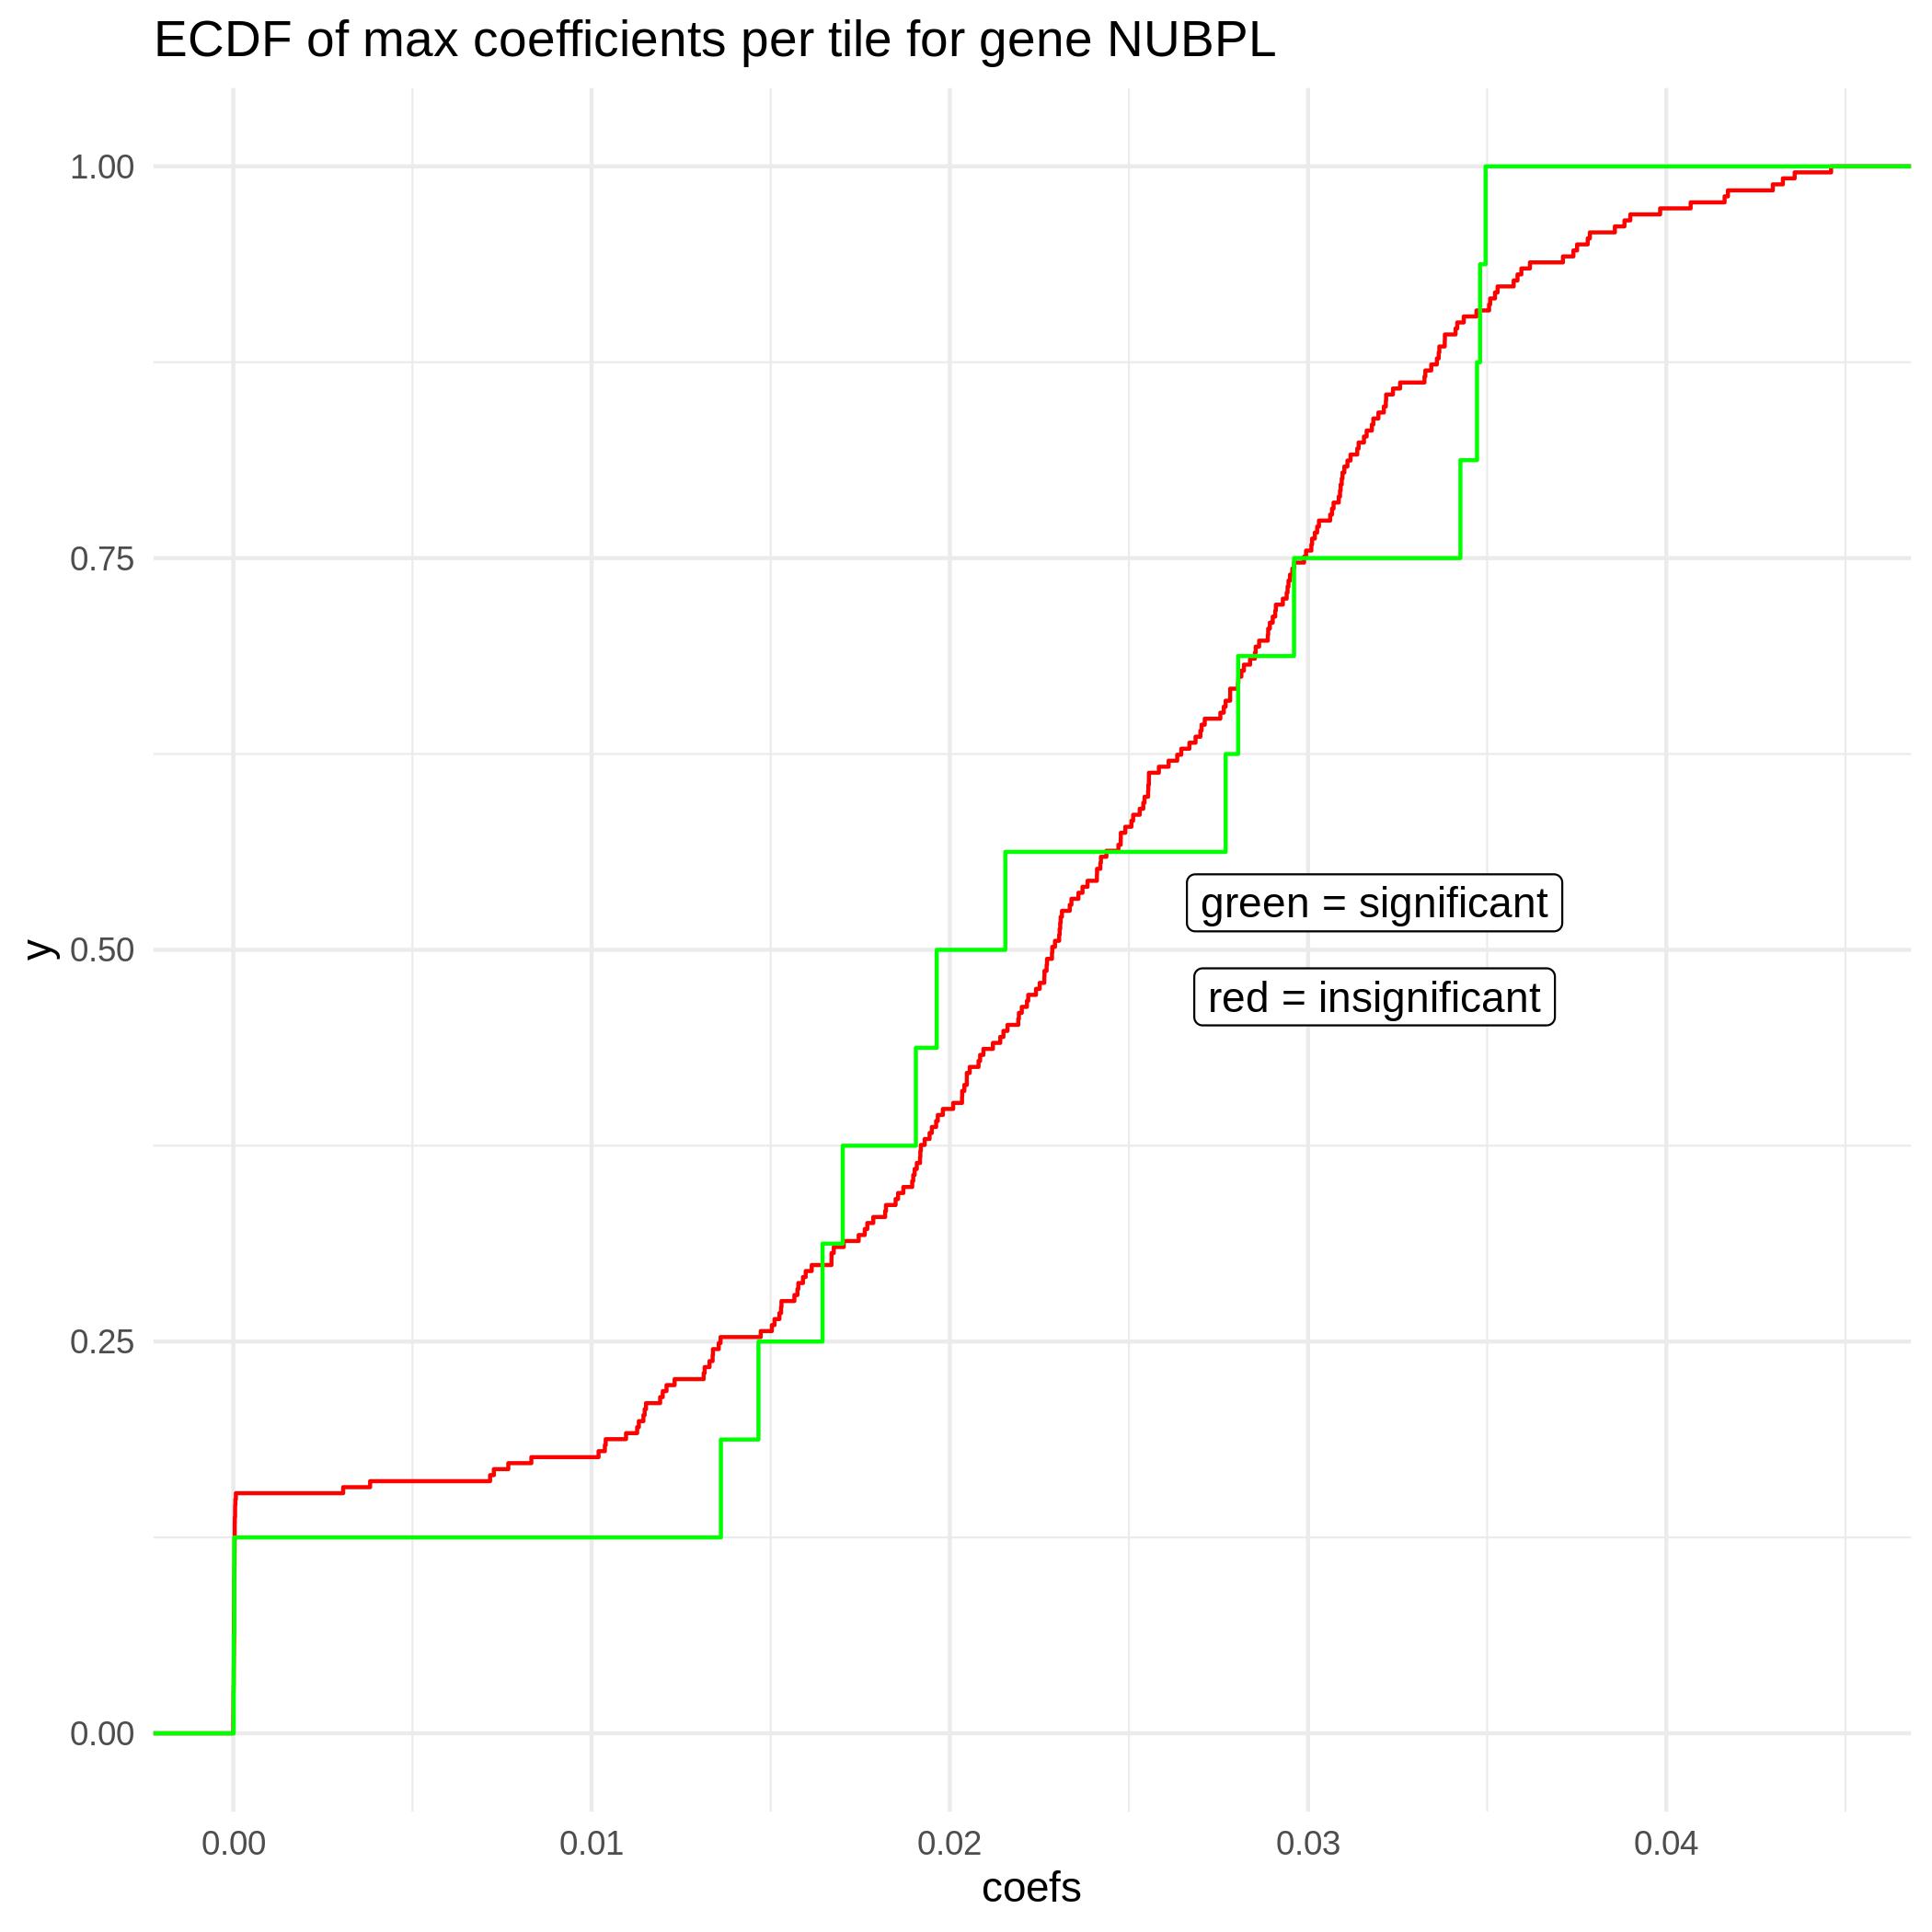 ECDF of max coefficients per tile for gene NUBPL
1.00
0.75
0.50
0.25
0.00
y
green = significant
red = insignificant
0.00 0.01 0.02 0.03 0.04
coefs